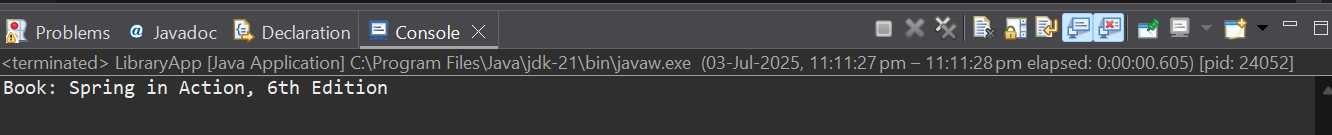 Problems Javadoc Declaration Console
<terminated> LibraryApp [Java Application] C:\Program Files\Java\jdk-21\bin\javaw.exe (03-Jul-2025, 11:11:27 pm – 11:11:28 pm elapsed: 0:00:00.605) [pid: 24052]
Book: Spring in Action, 6th Edition